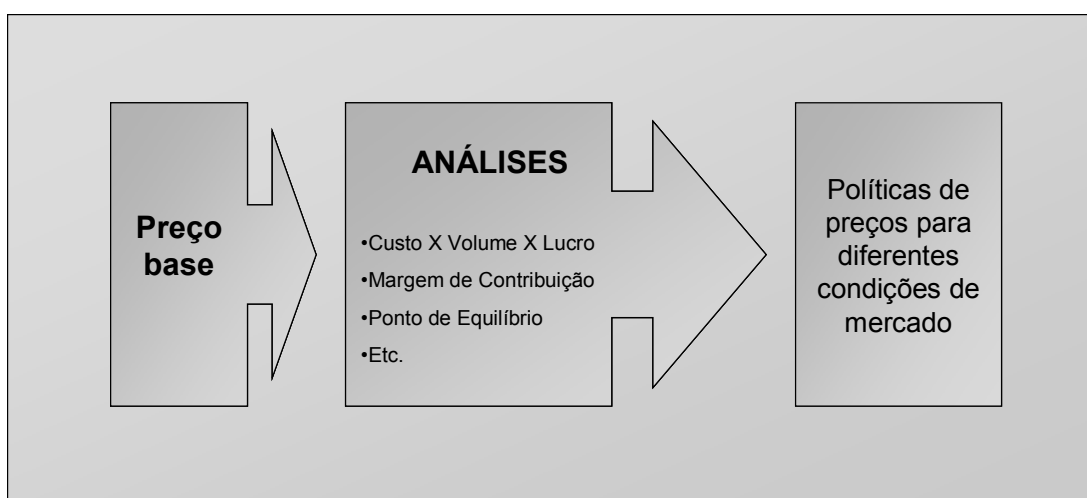 Preço
base
ANÁLISES
•Custo X Volume X Lucro
•Margem de Contribuição
•Ponto de Equilíbrio
•Etc.
Políticas de
preços para
diferentes
condições de
mercado